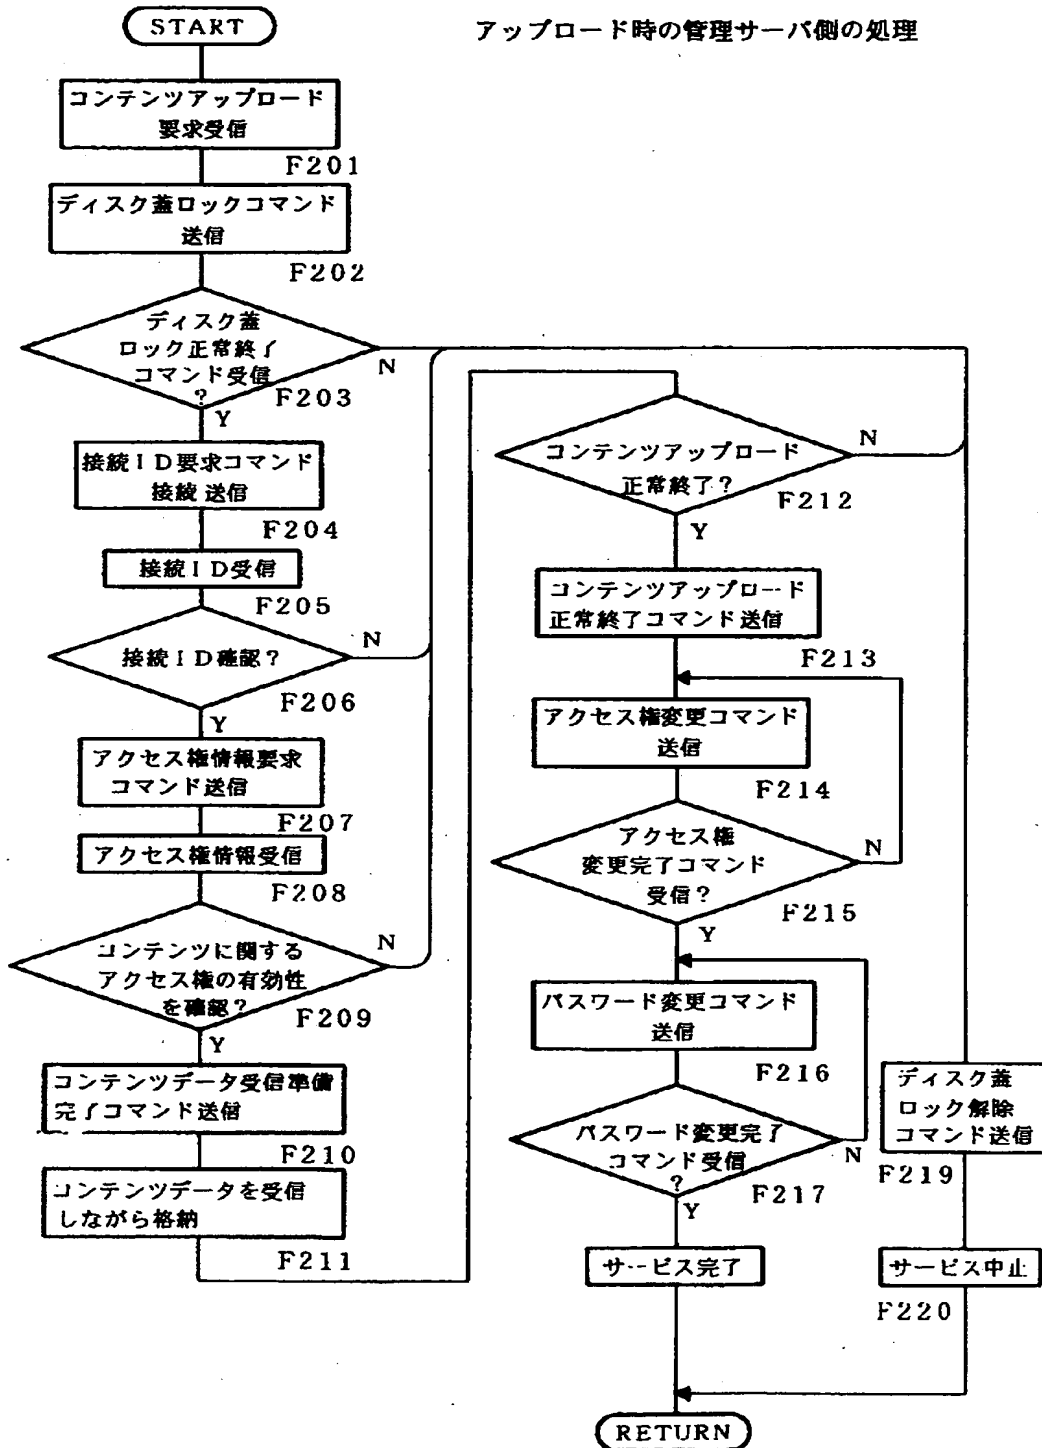 アップロード時の管理サーバ側の処理
START
コンテンツアップロード
要求受信
F201
ディスク蓋ロックコマンド
送信
F202
ディスク蓋
ロック正常終了
コマンド受信
?
F203
N
Y
接続ID要求コマンド
接続 送信
F204
接続ID受信
F205
接続ID確認?
N
F206
Y
アクセス権情報要求
コマンド送信
F207
アクセス権情報受信
F208
コンテンツに関する
アクセス権の有効性
を確認?
N
F209
Y
コンテンツデータ受信準備
完了コマンド送信
F210
コンテンツデータを受信
しながら格納
F211
コンテンツアップロード
正常終了?
N
F212
Y
コンテンツアップロード
正常終了コマンド送信
F213
アクセス権変更コマンド
送信
F214
アクセス権
変更完了コマンド
受信?
N
F215
Y
パスワード変更コマンド
送信
F216
パスワード変更完了
コマンド受信
?
N
F217
Y
サービス完了
ディスク蓋
ロック解除
コマンド送信
F219
サービス中止
F220
RETURN